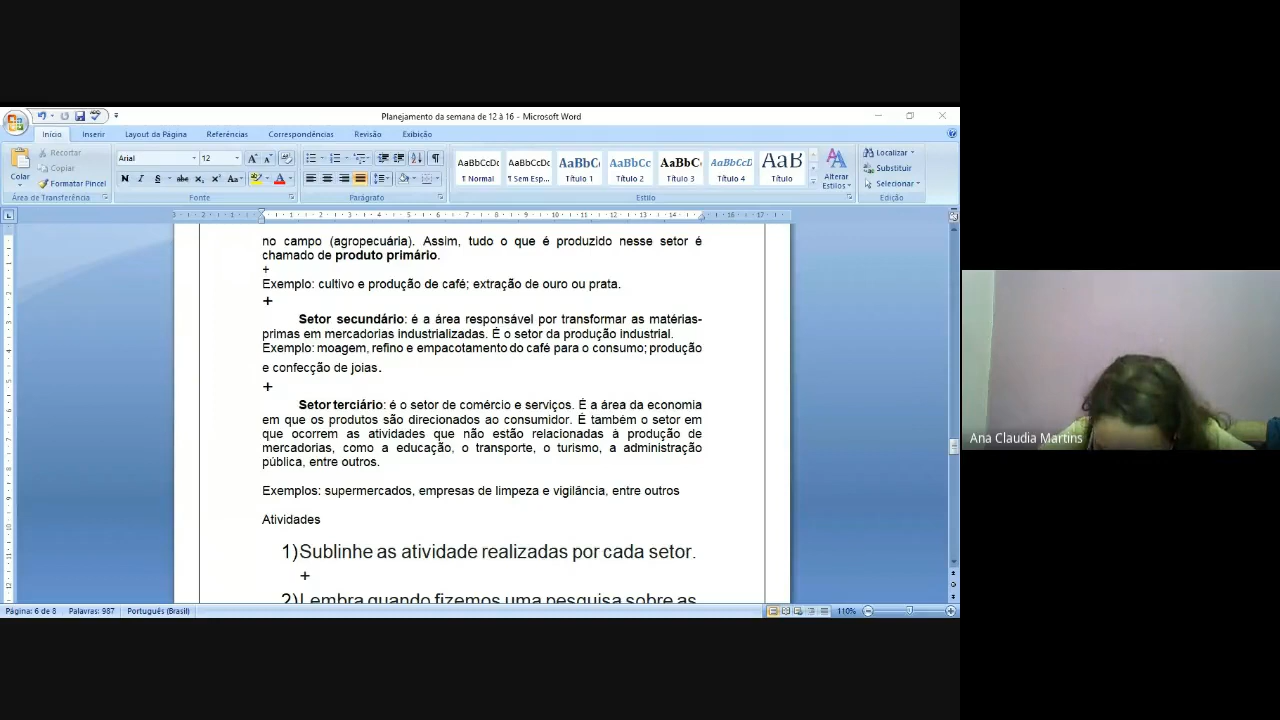 Planejamento da semana de 12 à 16 - Microsoft Word
Início Inserir Layout da Página Referências Correspondências Revisão Exibição
Colar
Recortar
Copiar
Formatar Pincel
Área de Transferência
Arial 12
Fonte
Parágrafo
AaBbCcDc AaBbCcDc AaBbC AaBbCc AaBbC AaBbCcD AaB
¶ Normal ¶ Sem Esp... Título 1 Título 2 Título 3 Título 4 Título
Alterar Estilos
Estilo
Localizar
Substituir
Selecionar
Edição
no campo (agropecuária). Assim, tudo o que é produzido nesse setor é
chamado de produto primário.
+
Exemplo: cultivo e produção de café; extração de ouro ou prata.
+
Setor secundário: é a área responsável por transformar as matérias-
primas em mercadorias industrializadas. É o setor da produção industrial.
Exemplo: moagem, refino e empacotamento do café para o consumo; produção
e confecção de joias.
+
Setor terciário: é o setor de comércio e serviços. É a área da economia
em que os produtos são direcionados ao consumidor. É também o setor em
que ocorrem as atividades que não estão relacionadas à produção de
mercadorias, como a educação, o transporte, o turismo, a administração
pública, entre outros.
Exemplos: supermercados, empresas de limpeza e vigilância, entre outros
Atividades
1)Sublinhe as atividade realizadas por cada setor.
+
2)Lembra quando fizemos uma pesquisa sobre as
Página: 6 de 8 Palavras: 987 Português (Brasil) 110%
Ana Claudia Martins